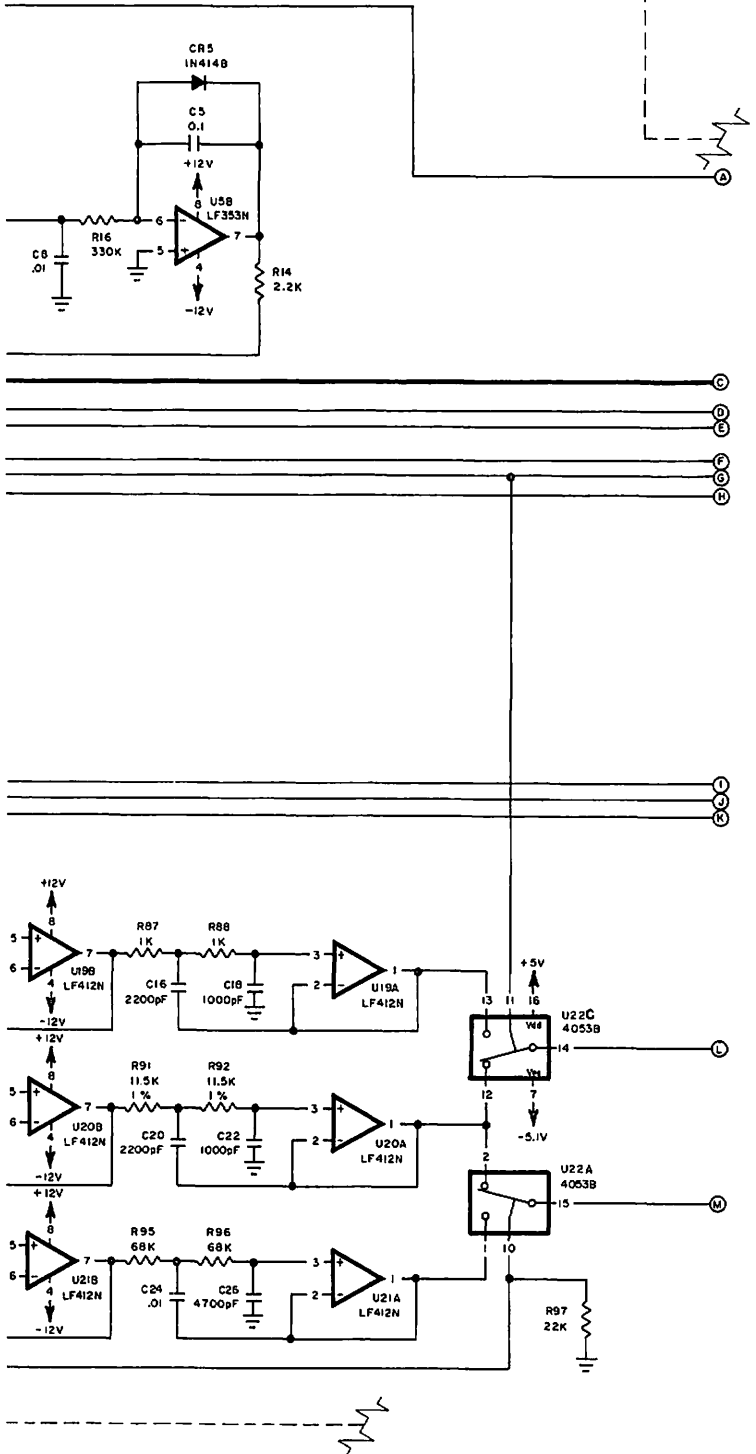 CR5
1N4148
C5
0.1
+12V
8
U5B
LF353N
6
-
7
5
+
4
-12V
R16
330K
C8
.01
R14
2.2K
A
C
D
E
F
G
H
I
J
K
+12V
8
5
+
7
6
-
U19B
LF412N
4
-12V
R87
1K
R88
1K
C16
2200pF
C18
1000pF
3
+
1
2
-
U19A
LF412N
+5V
13
11
16
U22C
4053B
Vdd
14
L
12
7
-5.1V
+12V
8
5
+
7
6
-
U20B
LF412N
4
-12V
R91
11.5K
1%
R92
11.5K
1%
C20
2200pF
C22
1000pF
3
+
1
2
-
U20A
LF412N
2
U22A
4053B
15
M
1
10
+12V
8
5
+
7
6
-
U21B
LF412N
4
-12V
R95
68K
R96
68K
C24
.01
C26
4700pF
3
+
1
2
-
U21A
LF412N
R97
22K